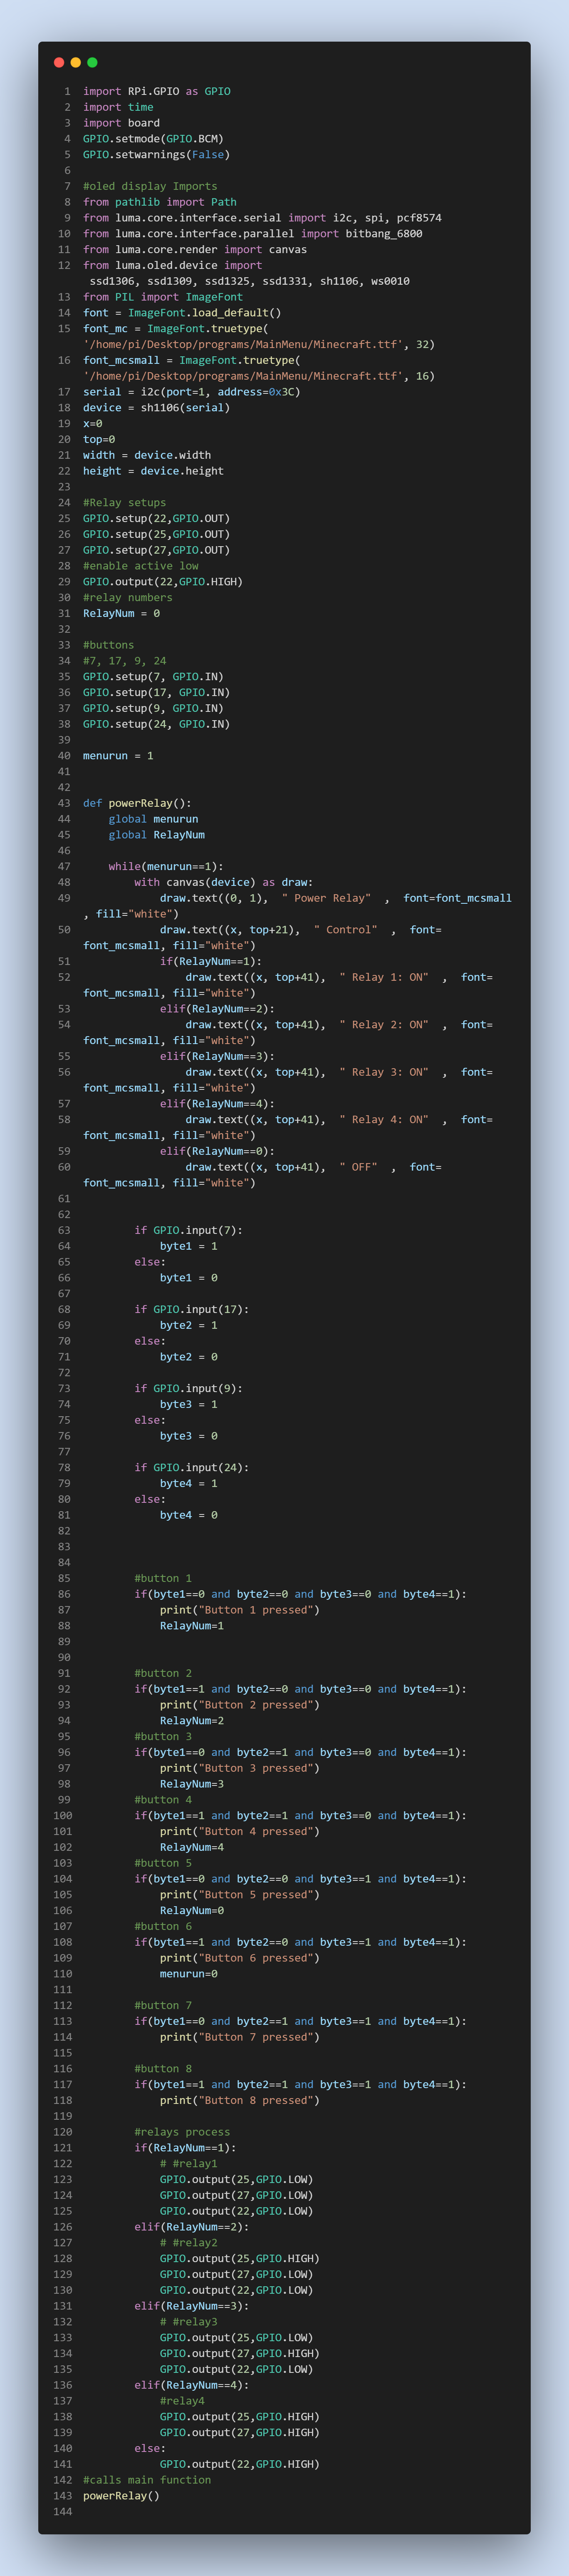 1 import RPi.GPIO as GPIO
2 import time
3 import board
4 GPIO.setmode(GPIO.BCM)
5 GPIO.setwarnings(False)
6
7 #oled display Imports
8 from pathlib import Path
9 from luma.core.interface.serial import i2c, spi, pcf8574
10 from luma.core.interface.parallel import bitbang_6800
11 from luma.core.render import canvas
12 from luma.oled.device import
 ssd1306, ssd1309, ssd1325, ssd1331, sh1106, ws0010
13 from PIL import ImageFont
14 font = ImageFont.load_default()
15 font_mc = ImageFont.truetype(
'/home/pi/Desktop/programs/MainMenu/Minecraft.ttf', 32)
16 font_mcsmall = ImageFont.truetype(
'/home/pi/Desktop/programs/MainMenu/Minecraft.ttf', 16)
17 serial = i2c(port=1, address=0x3C)
18 device = sh1106(serial)
19 x=0
20 top=0
21 width = device.width
22 height = device.height
23
24 #Relay setups
25 GPIO.setup(22,GPIO.OUT)
26 GPIO.setup(25,GPIO.OUT)
27 GPIO.setup(27,GPIO.OUT)
28 #enable active low
29 GPIO.output(22,GPIO.HIGH)
30 #relay numbers
31 RelayNum = 0
32
33 #buttons
34 #7, 17, 9, 24
35 GPIO.setup(7, GPIO.IN)
36 GPIO.setup(17, GPIO.IN)
37 GPIO.setup(9, GPIO.IN)
38 GPIO.setup(24, GPIO.IN)
39
40 menurun = 1
41
42
43 def powerRelay():
44     global menurun
45     global RelayNum
46
47     while(menurun==1):
48         with canvas(device) as draw:
49             draw.text((0, 1),  " Power Relay"  ,  font=font_mcsmall
, fill="white")
50             draw.text((x, top+21),  " Control"  ,  font=
font_mcsmall, fill="white")
51             if(RelayNum==1):
52                 draw.text((x, top+41),  " Relay 1: ON"  ,  font=
font_mcsmall, fill="white")
53             elif(RelayNum==2):
54                 draw.text((x, top+41),  " Relay 2: ON"  ,  font=
font_mcsmall, fill="white")
55             elif(RelayNum==3):
56                 draw.text((x, top+41),  " Relay 3: ON"  ,  font=
font_mcsmall, fill="white")
57             elif(RelayNum==4):
58                 draw.text((x, top+41),  " Relay 4: ON"  ,  font=
font_mcsmall, fill="white")
59             elif(RelayNum==0):
60                 draw.text((x, top+41),  " OFF"  ,  font=
font_mcsmall, fill="white")
61
62
63         if GPIO.input(7):
64             byte1 = 1
65         else:
66             byte1 = 0
67
68         if GPIO.input(17):
69             byte2 = 1
70         else:
71             byte2 = 0
72
73         if GPIO.input(9):
74             byte3 = 1
75         else:
76             byte3 = 0
77
78         if GPIO.input(24):
79             byte4 = 1
80         else:
81             byte4 = 0
82
83
84
85         #button 1
86         if(byte1==0 and byte2==0 and byte3==0 and byte4==1):
87             print("Button 1 pressed")
88             RelayNum=1
89
90
91         #button 2
92         if(byte1==1 and byte2==0 and byte3==0 and byte4==1):
93             print("Button 2 pressed")
94             RelayNum=2
95         #button 3
96         if(byte1==0 and byte2==1 and byte3==0 and byte4==1):
97             print("Button 3 pressed")
98             RelayNum=3
99         #button 4
100         if(byte1==1 and byte2==1 and byte3==0 and byte4==1):
101             print("Button 4 pressed")
102             RelayNum=4
103         #button 5
104         if(byte1==0 and byte2==0 and byte3==1 and byte4==1):
105             print("Button 5 pressed")
106             RelayNum=0
107         #button 6
108         if(byte1==1 and byte2==0 and byte3==1 and byte4==1):
109             print("Button 6 pressed")
110             menurun=0
111
112         #button 7
113         if(byte1==0 and byte2==1 and byte3==1 and byte4==1):
114             print("Button 7 pressed")
115
116         #button 8
117         if(byte1==1 and byte2==1 and byte3==1 and byte4==1):
118             print("Button 8 pressed")
119
120         #relays process
121         if(RelayNum==1):
122             # #relay1
123             GPIO.output(25,GPIO.LOW)
124             GPIO.output(27,GPIO.LOW)
125             GPIO.output(22,GPIO.LOW)
126         elif(RelayNum==2):
127             # #relay2
128             GPIO.output(25,GPIO.HIGH)
129             GPIO.output(27,GPIO.LOW)
130             GPIO.output(22,GPIO.LOW)
131         elif(RelayNum==3):
132             # #relay3
133             GPIO.output(25,GPIO.LOW)
134             GPIO.output(27,GPIO.HIGH)
135             GPIO.output(22,GPIO.LOW)
136         elif(RelayNum==4):
137             #relay4
138             GPIO.output(25,GPIO.HIGH)
139             GPIO.output(27,GPIO.HIGH)
140         else:
141             GPIO.output(22,GPIO.HIGH)
142 #calls main function
143 powerRelay()
144